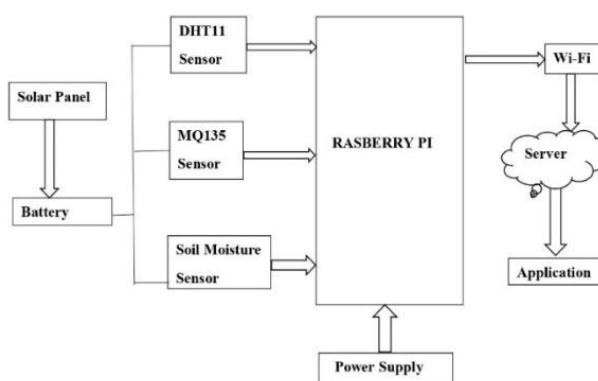 DHT11
Sensor
Solar Panel
MQ135
Sensor
Battery
Soil Moisture
Sensor
RASBERRY PI
Wi-Fi
Server
Application
Power Supply